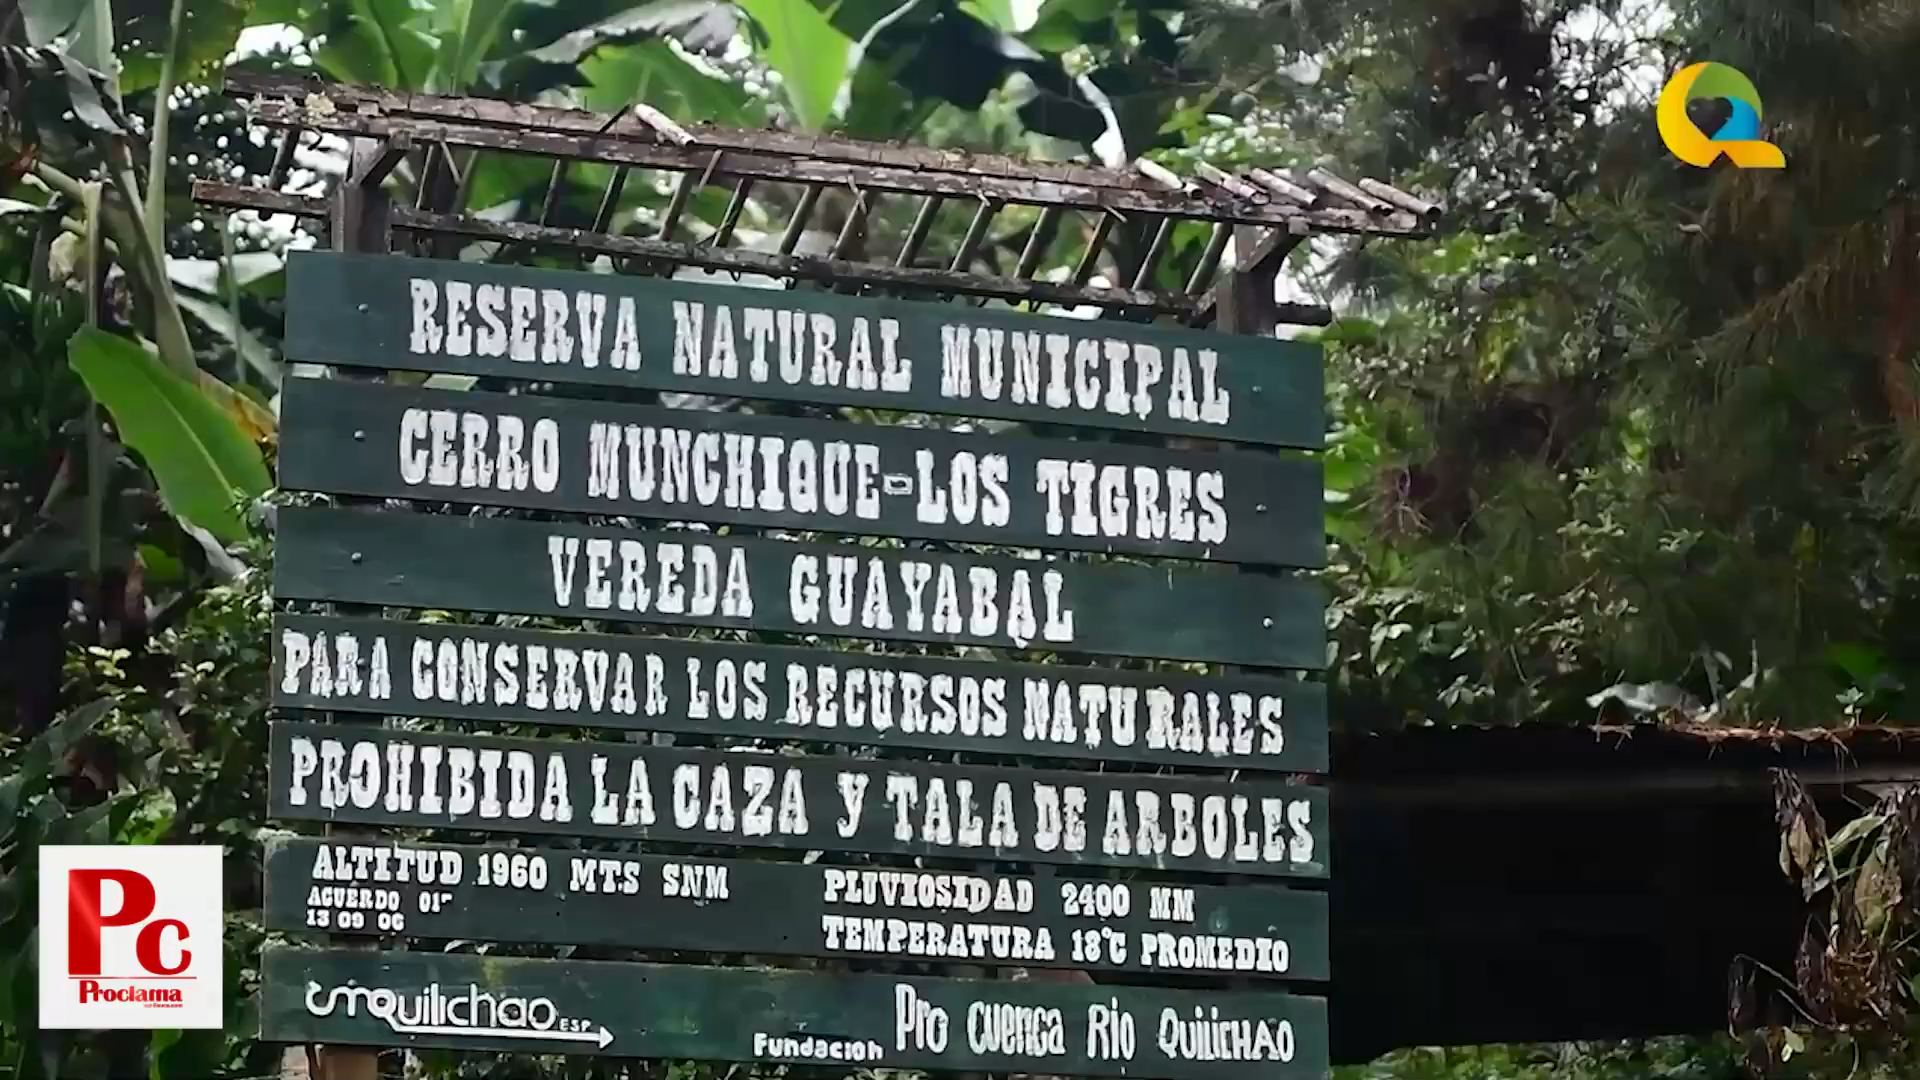 RESERVA NATURAL MUNICIPAL
CERRO MUNCHIQUE-LOS TIGRES
VEREDA GUAYABAL
PARA CONSERVAR LOS RECURSOS NATURALES
PROHIBIDA LA CAZA Y TALA DE ARBOLES
ALTITUD 1960 MTS SNM
ACUERDO 01
13 09 06
PLUVIOSIDAD 2400 MM
TEMPERATURA 18°C PROMEDIO
EMQUILICHAO ESP
Fundacion Pro Cuenca Rio Quilichao
Pc
Proclama